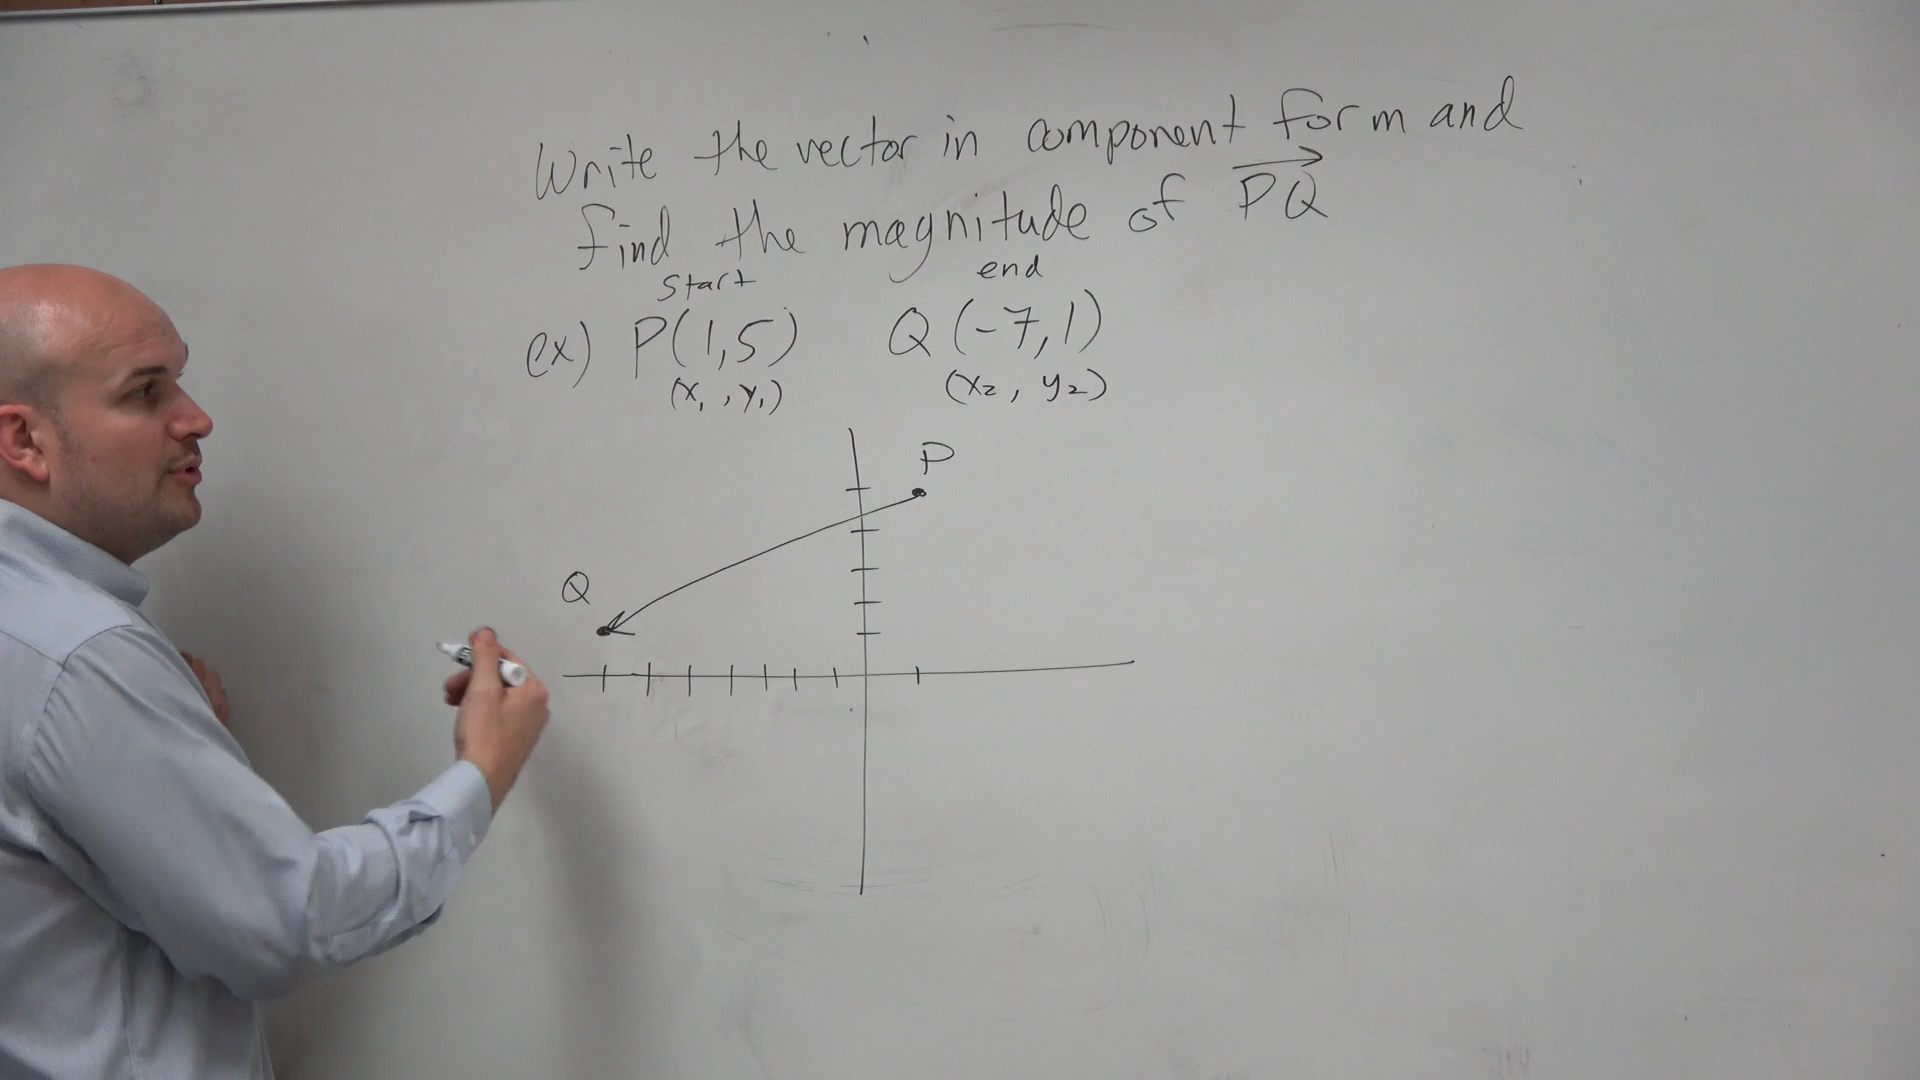 Write the vector in component form and
find the magnitude of PQ
start end
ex) P(1,5) Q(-7,1)
(x₁, y₁) (x₂, y₂)
P
Q